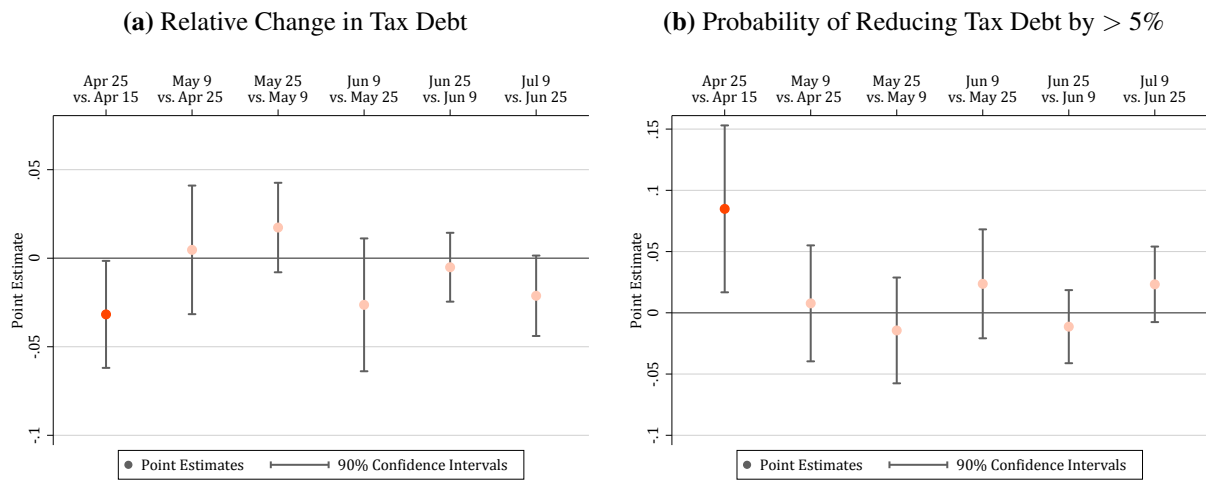 (a) Relative Change in Tax Debt
Apr 25 May 9 May 25 Jun 9 Jun 25 Jul 9
vs. Apr 15 vs. Apr 25 vs. May 9 vs. May 25 vs. Jun 9 vs. Jun 25
Point Estimate
.05
0
-.05
-.1
Point Estimates 90% Confidence Intervals
(b) Probability of Reducing Tax Debt by > 5%
Apr 25 May 9 May 25 Jun 9 Jun 25 Jul 9
vs. Apr 15 vs. Apr 25 vs. May 9 vs. May 25 vs. Jun 9 vs. Jun 25
Point Estimate
.15
.1
.05
0
-.05
-.1
Point Estimates 90% Confidence Intervals